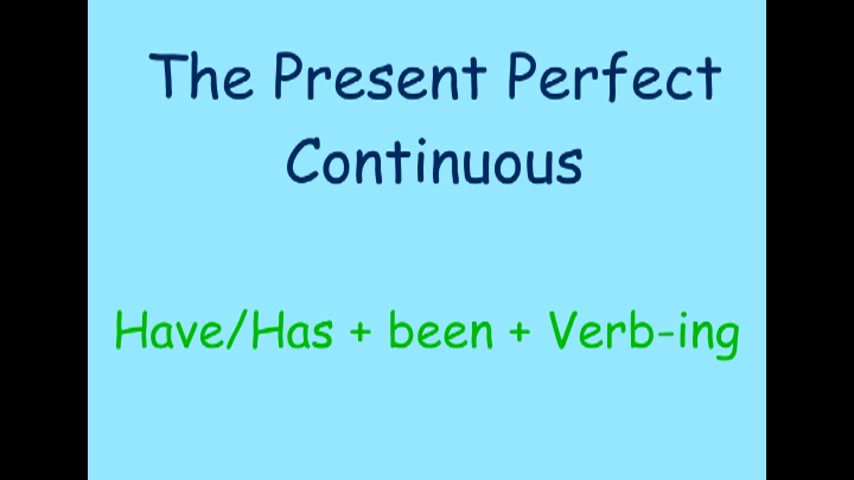 The Present Perfect
Continuous
Have/Has + been + Verb-ing